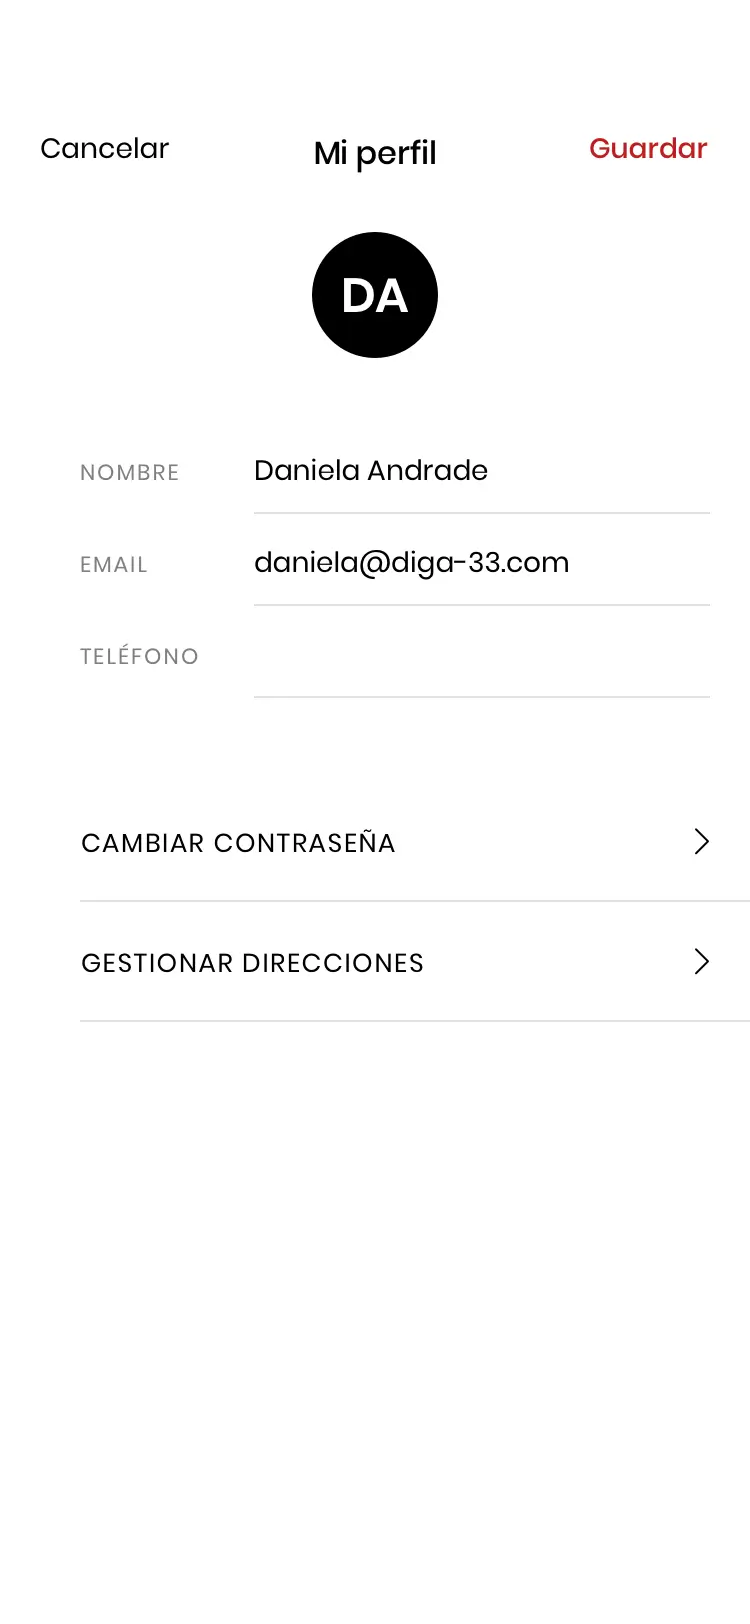 Cancelar
Mi perfil
Guardar
DA
NOMBRE
Daniela Andrade
EMAIL
daniela@diga-33.com
TELÉFONO
CAMBIAR CONTRASEÑA
GESTIONAR DIRECCIONES